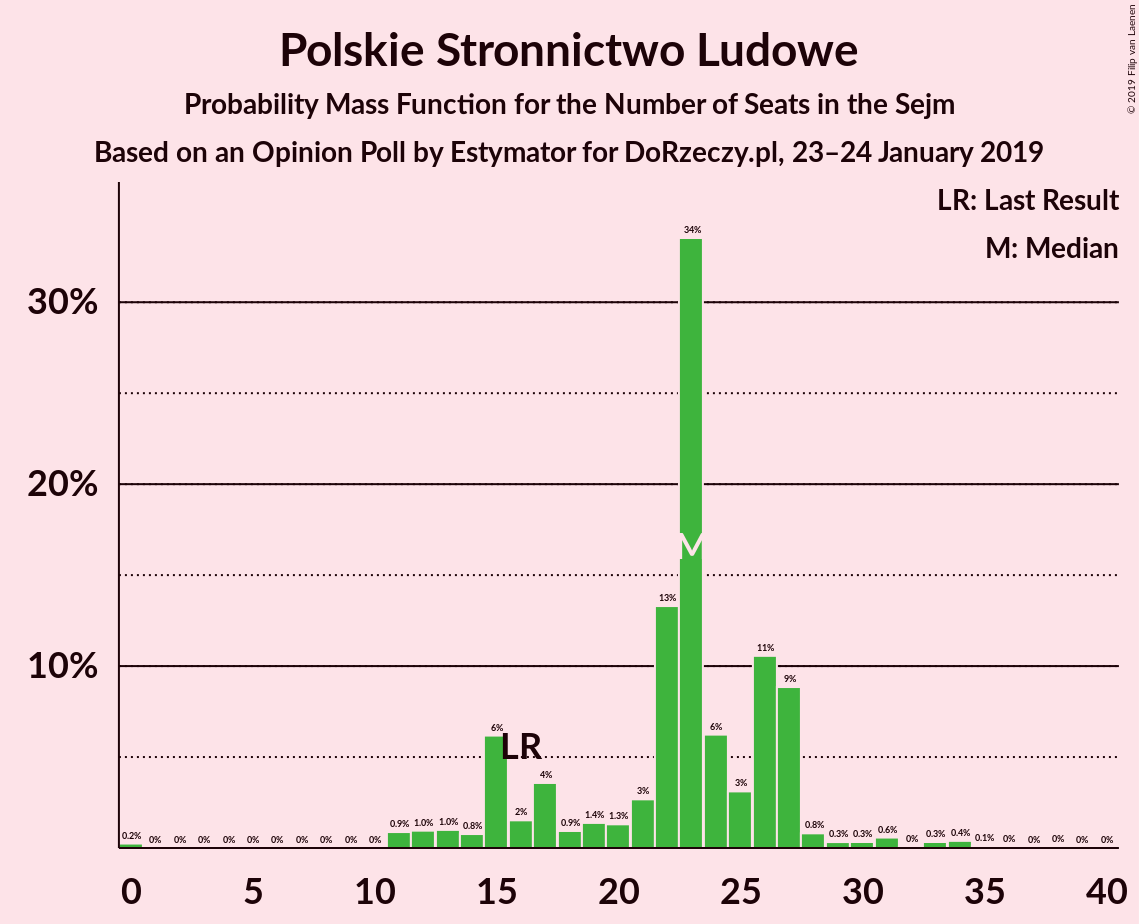 Polskie Stronnictwo Ludowe
Probability Mass Function for the Number of Seats in the Sejm
Based on an Opinion Poll by Estymator for DoRzeczy.pl, 23–24 January 2019
© 2019 Filip van Laenen
LR: Last Result
M: Median
30%
20%
10%
0.2% 0% 0% 0% 0% 0% 0% 0% 0% 0% 0% 0.9% 1.0% 1.0% 0.8% 6% 2% 4% 0.9% 1.4% 1.3% 3% 13% 34% 6% 3% 11% 9% 0.8% 0.3% 0.3% 0.6% 0% 0.3% 0.4% 0.1% 0% 0% 0% 0% 0%
LR
M
0 5 10 15 20 25 30 35 40